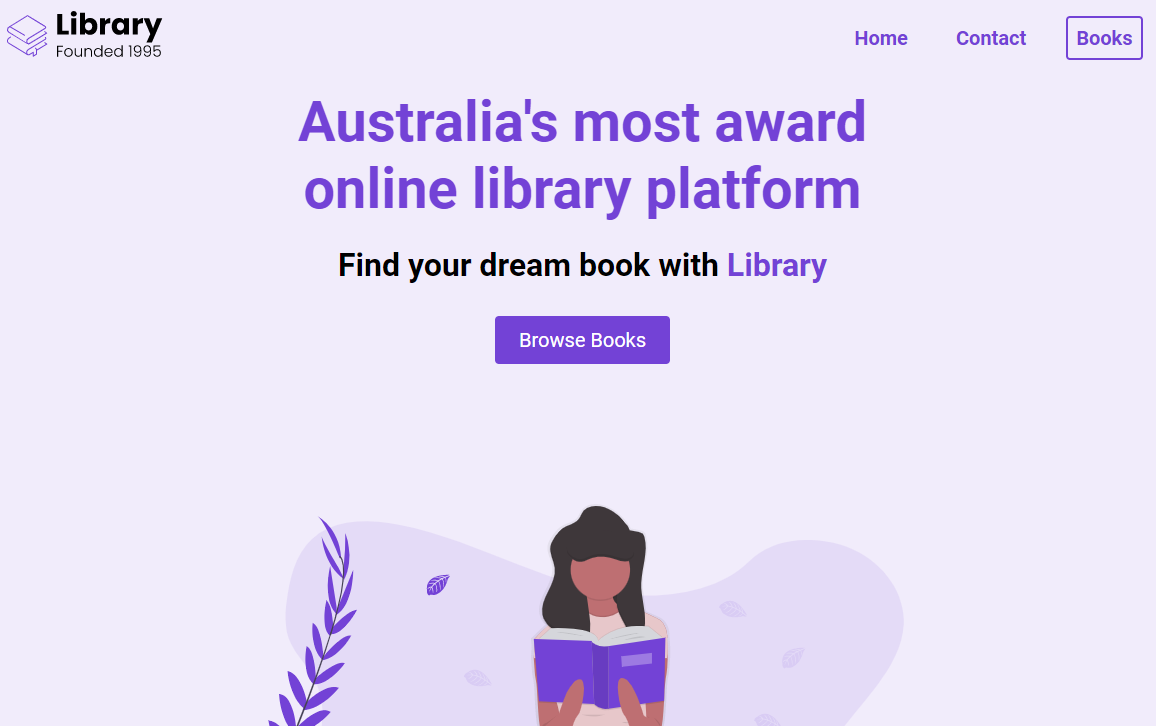 Library
Founded 1995
Home
Contact
Books
Australia's most award
online library platform
Find your dream book with Library
Browse Books